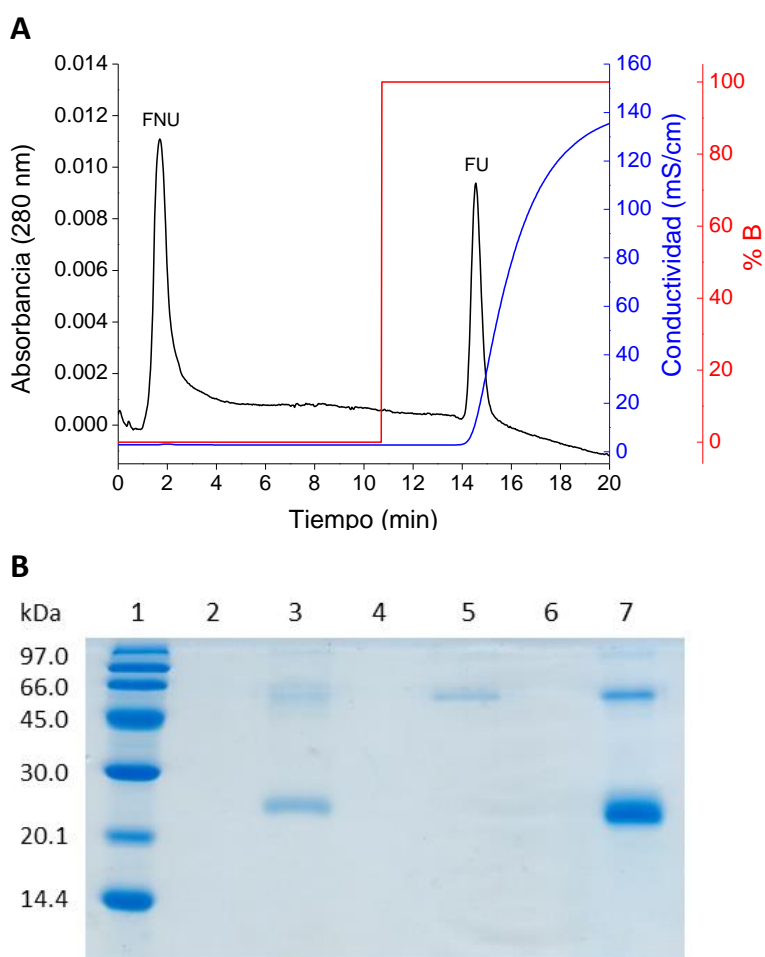 A
0.014
0.012
0.010
0.008
0.006
0.004
0.002
0.000
Absorbancia (280 nm)
FNU
FU
0 2 4 6 8 10 12 14 16 18 20
Tiempo (min)
160
140
120
100
80
60
40
20
0
Conductividad (mS/cm)
100
80
60
40
20
0
% B
B
kDa 1 2 3 4 5 6 7
97.0
66.0
45.0
30.0
20.1
14.4